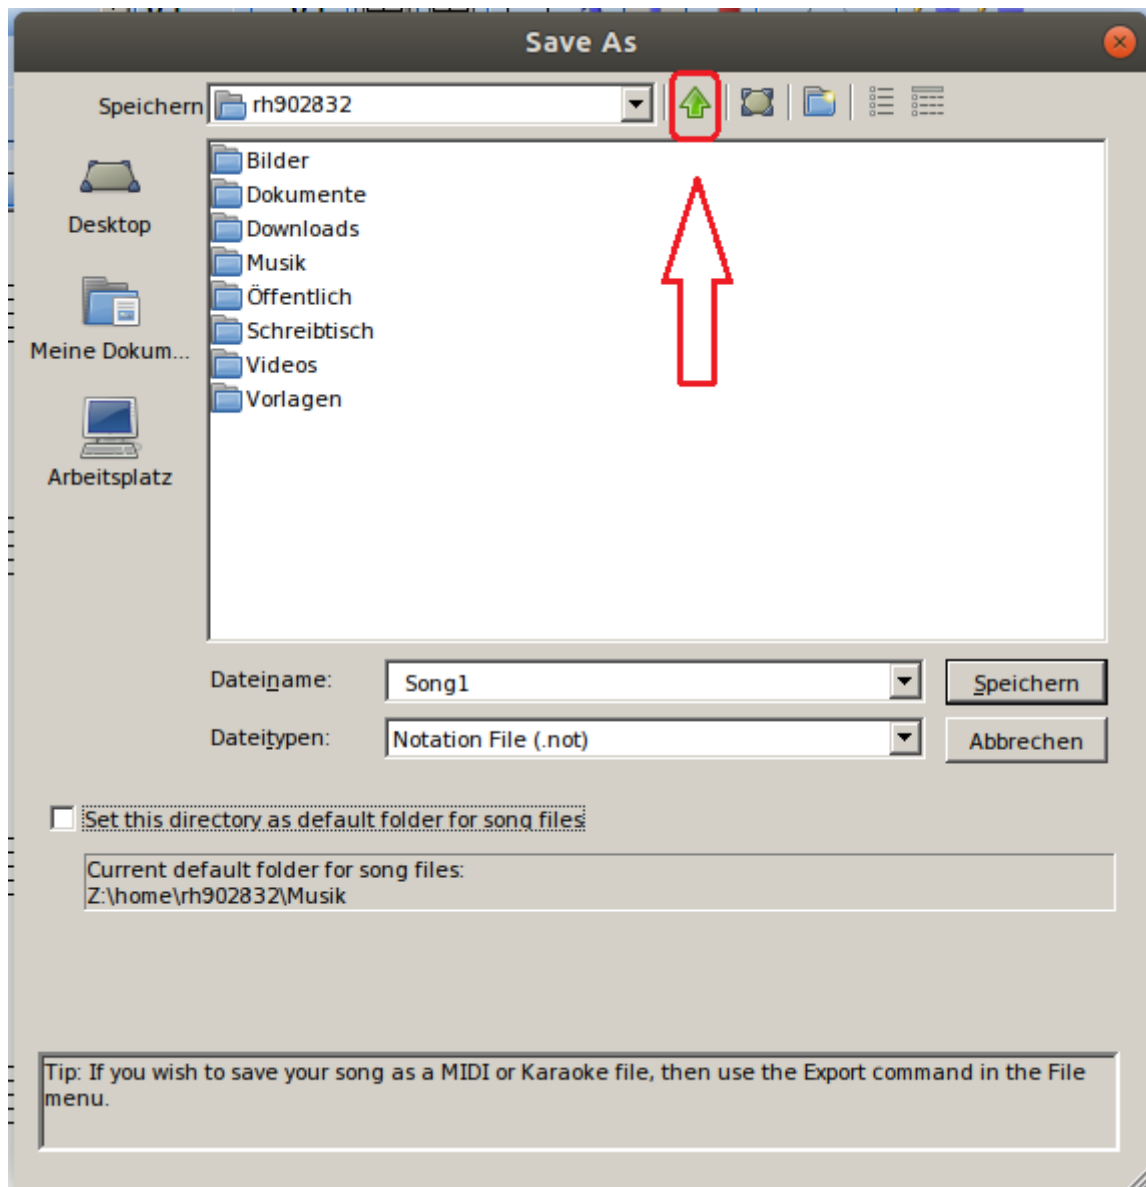 Save As
Speichern rh902832
Bilder
Dokumente
Downloads
Musik
Öffentlich
Schreibtisch
Videos
Vorlagen
Desktop
Meine Dokum...
Arbeitsplatz
Dateiname: Song1 Speichern
Dateitypen: Notation File (.not) Abbrechen
Set this directory as default folder for song files
Current default folder for song files:
Z:\home\rh902832\Musik
Tip: If you wish to save your song as a MIDI or Karaoke file, then use the Export command in the File
menu.